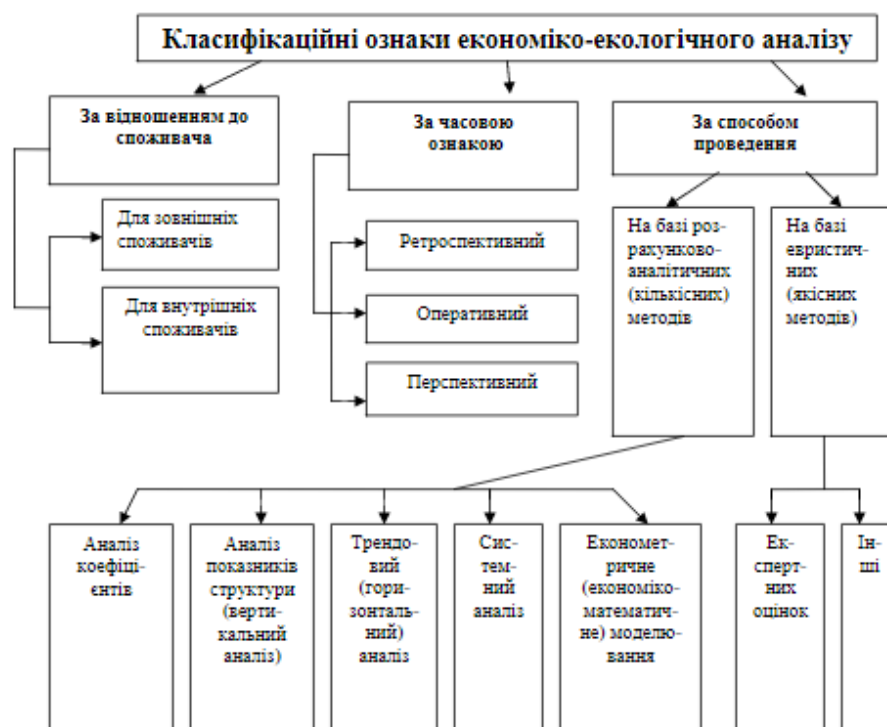 Класифікаційні ознаки економіко-екологічного аналізу
За відношенням до
споживача
За часовою
ознакою
За способом
проведення
Для зовнішніх
споживачів
Для внутрішніх
споживачів
Ретроспективний
Оперативний
Перспективний
На базі роз-
рахунково-
аналітичних
(кількісних)
методів
На базі
евристич-
них
(якісних
методів)
Аналіз
коефіці-
єнтів
Аналіз
показників
структури
(верти-
кальний
аналіз)
Трендовий
(гори-
зонталь-
ний)
аналіз
Сис-
тем-
ний
аналіз
Економет-
ричне
(економіко-
математич-
не) моделю-
вання
Ек-
сперт-
них
оцінок
Ін-
ші